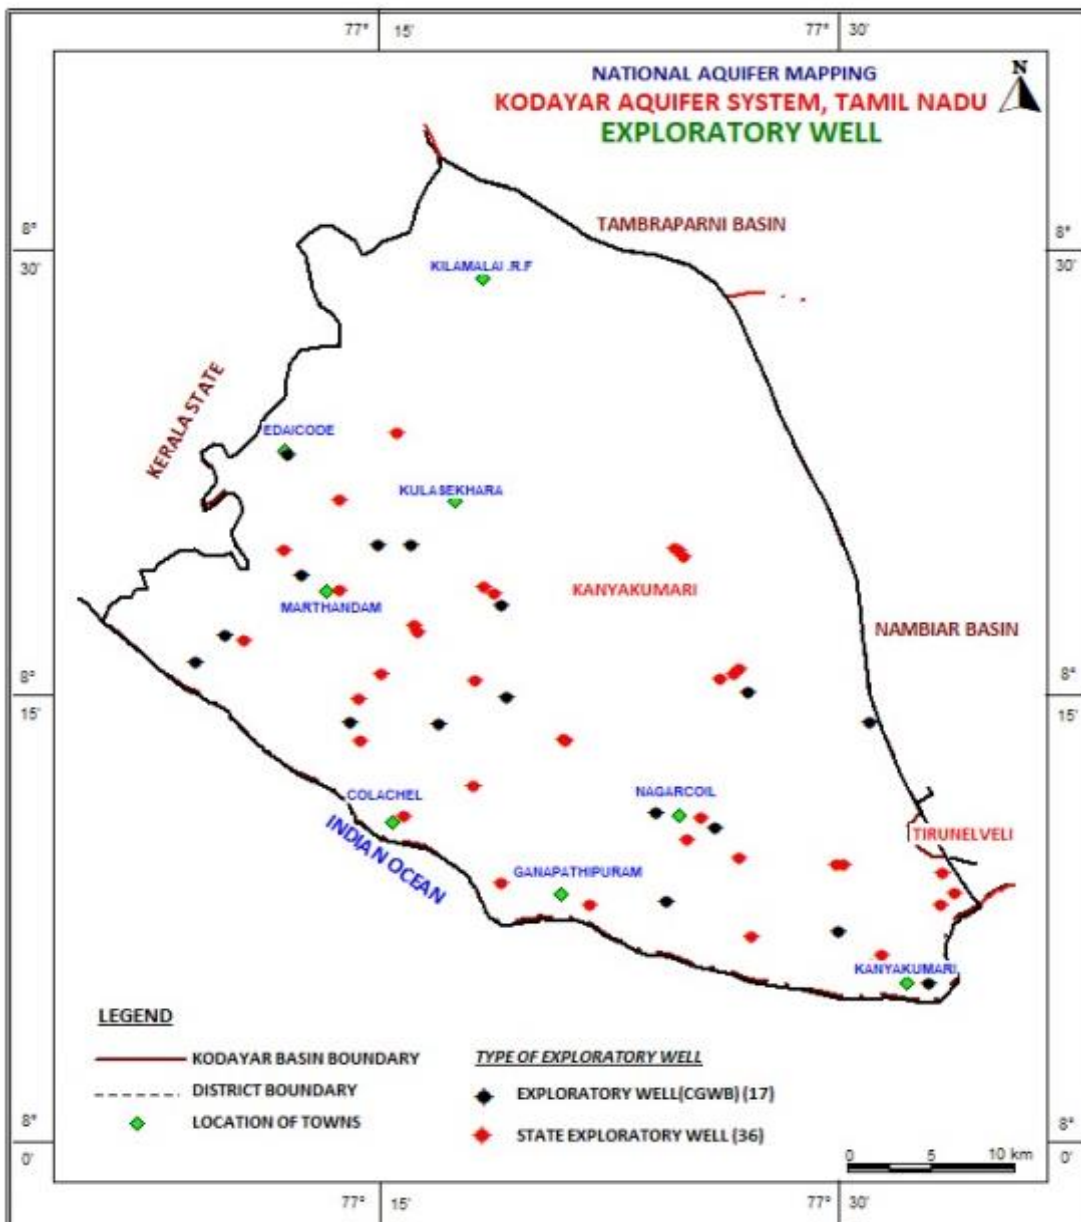 77° 15'
77° 30'
NATIONAL AQUIFER MAPPING
N
KODAYAR AQUIFER SYSTEM, TAMIL NADU
EXPLORATORY WELL
TAMBRAPARNI BASIN
8°
30'
8°
30'
KILAMALAI .R.F
KERALA STATE
EDAICODE
KULASEKHARA
KANYAKUMARI
MARTHANDAM
NAMBIAR BASIN
8°
15'
8°
15'
COLACHEL
NAGARCOIL
INDIAN OCEAN
TIRUNELVELI
GANAPATHIPURAM
KANYAKUMARI
LEGEND
KODAYAR BASIN BOUNDARY
DISTRICT BOUNDARY
LOCATION OF TOWNS
TYPE OF EXPLORATORY WELL
EXPLORATORY WELL(CGWB) (17)
STATE EXPLORATORY WELL (36)
8°
0'
8°
0'
0 5 10 km
77° 15'
77° 30'